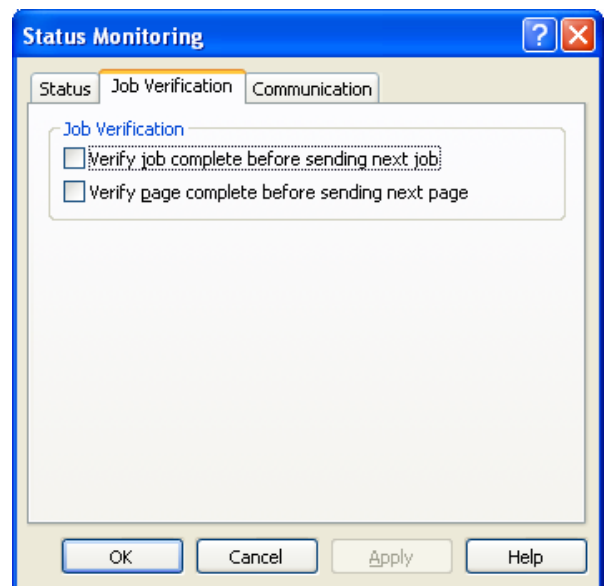 Status Monitoring
Status Job Verification Communication
Job Verification
Verify job complete before sending next job
Verify page complete before sending next page
OK Cancel Apply Help